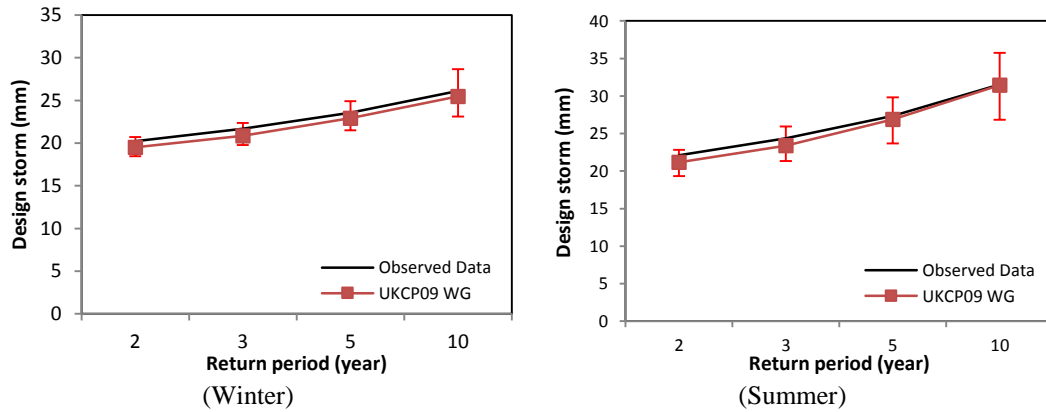 35
30
25
20
15
10
5
0
Design storm (mm)
Observed Data
UKCP09 WG
2 3 5 10
Return period (year)
(Winter)
40
35
30
25
20
15
10
5
0
Design storm (mm)
Observed Data
UKCP09 WG
2 3 5 10
Return period (year)
(Summer)